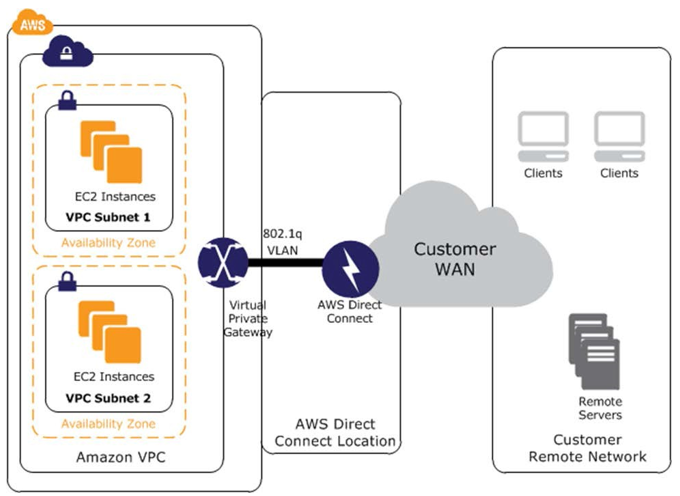 AWS
EC2 Instances
VPC Subnet 1
Availability Zone
EC2 Instances
VPC Subnet 2
Availability Zone
Amazon VPC
802.1q
VLAN
Virtual
Private
Gateway
AWS Direct
Connect
AWS Direct
Connect Location
Customer
WAN
Clients
Clients
Remote
Servers
Customer
Remote Network